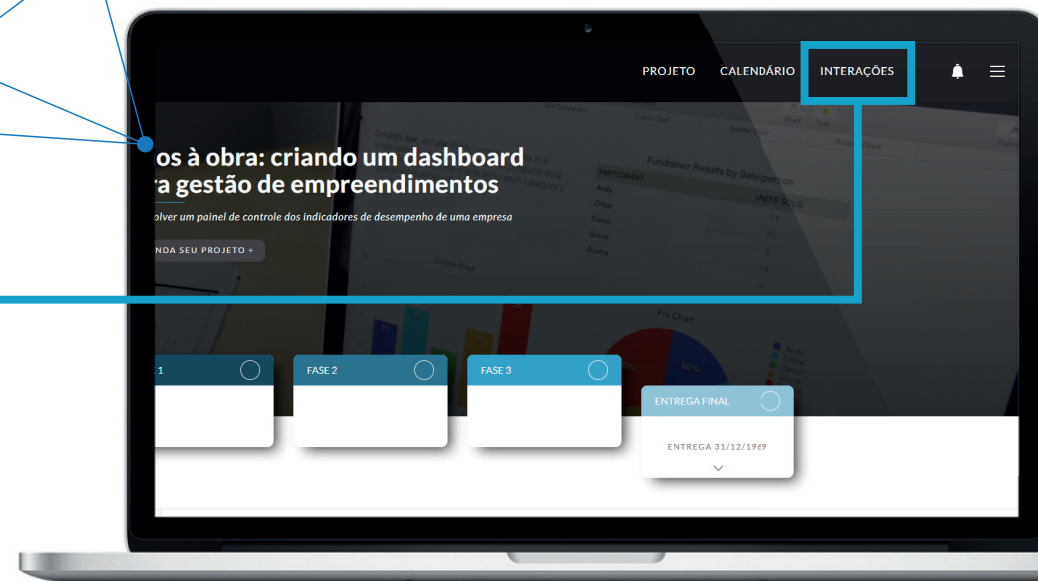 PROJETO CALENDÁRIO INTERAÇÕES
os à obra: criando um dashboard
a gestão de empreendimentos
olver um painel de controle dos indicadores de desempenho de uma empresa
NDA SEU PROJETO +
Fundraiser Results by Salesperson
PARTICIPANT UNITS SOLD
Andy
Chloe
Daniel
Grace
Sophia
Column Chart
Pie Chart
1
FASE 2
FASE 3
ENTREGA FINAL
ENTREGA 31/12/1969